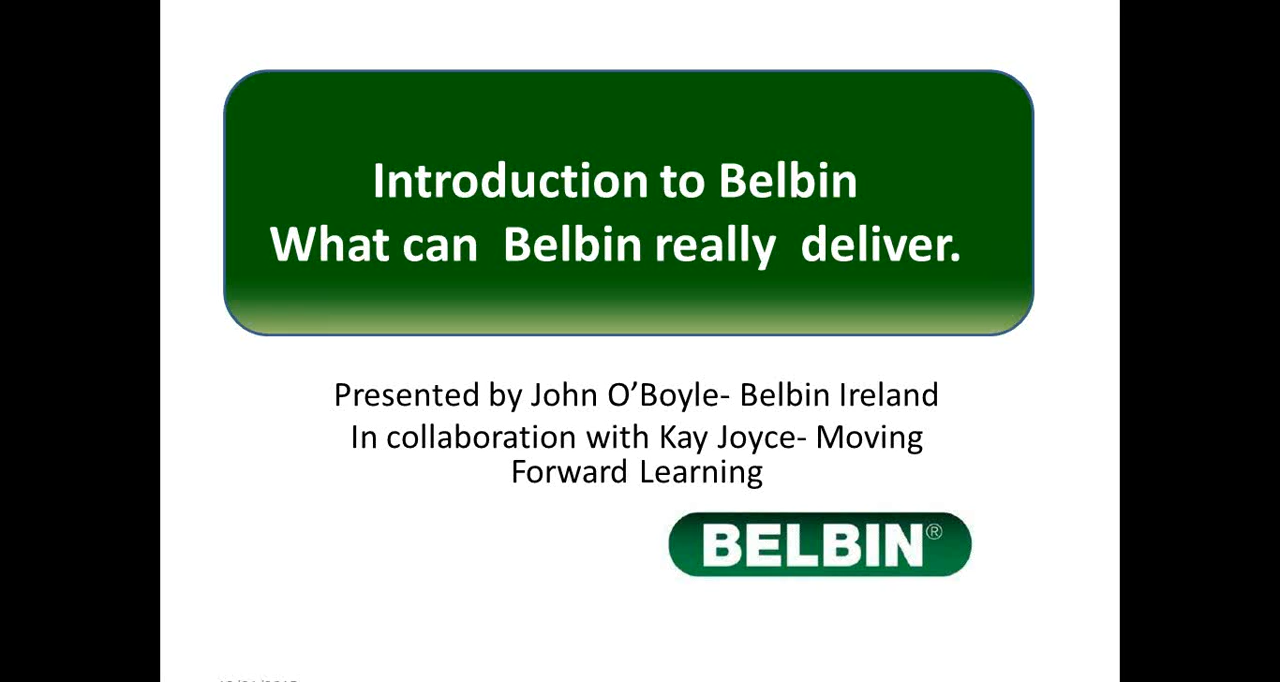 Introduction to Belbin
What can Belbin really deliver.
Presented by John O’Boyle- Belbin Ireland
In collaboration with Kay Joyce- Moving
Forward Learning
BELBIN®